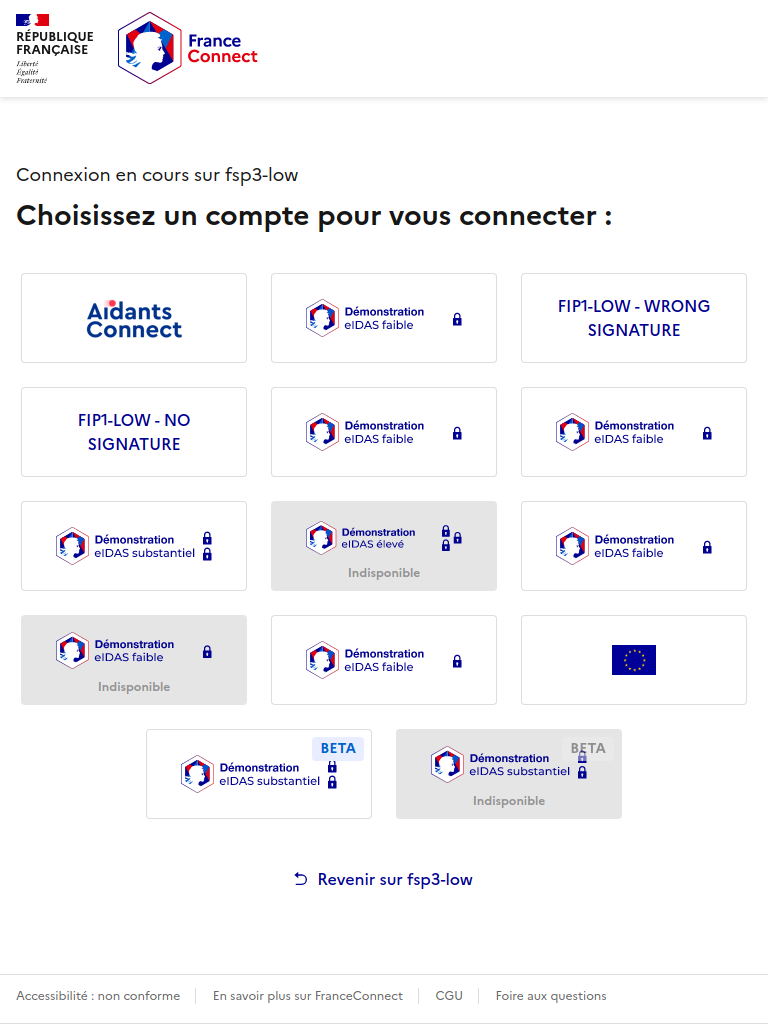 RÉPUBLIQUE
FRANÇAISE
Liberté
Égalité
Fraternité
France
Connect
Connexion en cours sur fsp3-low
Choisissez un compte pour vous connecter :
Aidants
Connect
Démonstration
eIDAS faible
FIP1-LOW - WRONG
SIGNATURE
FIP1-LOW - NO
SIGNATURE
Démonstration
eIDAS faible
Démonstration
eIDAS faible
Démonstration
eIDAS substantiel
Démonstration
eIDAS élevé
Indisponible
Démonstration
eIDAS faible
Démonstration
eIDAS faible
Indisponible
Démonstration
eIDAS faible
BETA
Démonstration
eIDAS substantiel
BETA
Démonstration
eIDAS substantiel
Indisponible
Revenir sur fsp3-low
Accessibilité : non conforme
En savoir plus sur FranceConnect
CGU
Foire aux questions